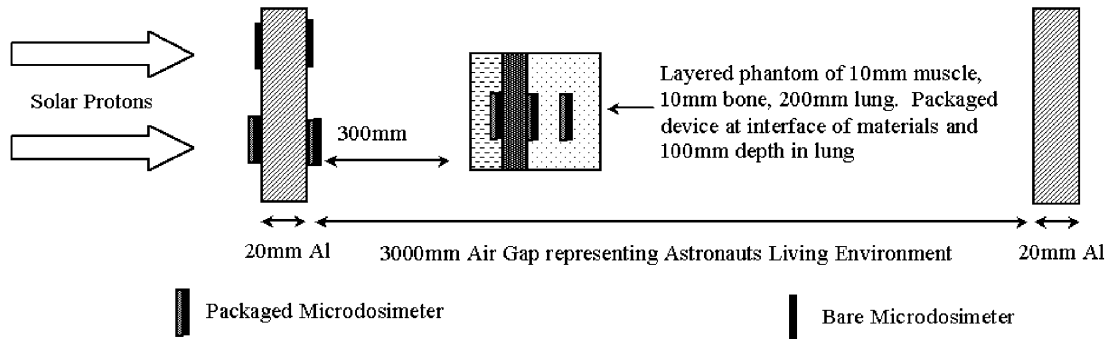 Solar Protons
300mm
Layered phantom of 10mm muscle,
10mm bone, 200mm lung. Packaged
device at interface of materials and
100mm depth in lung
20mm Al
3000mm Air Gap representing Astronauts Living Environment
20mm Al
Packaged Microdosimeter
Bare Microdosimeter